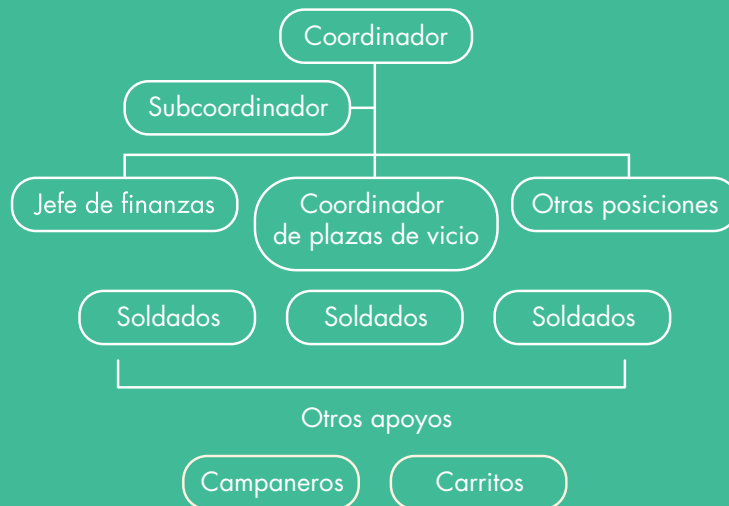 Coordinador
Subcoordinador
Jefe de finanzas
Coordinador
de plazas de vicio
Otras posiciones
Soldados
Soldados
Soldados
Otros apoyos
Campaneros
Carritos